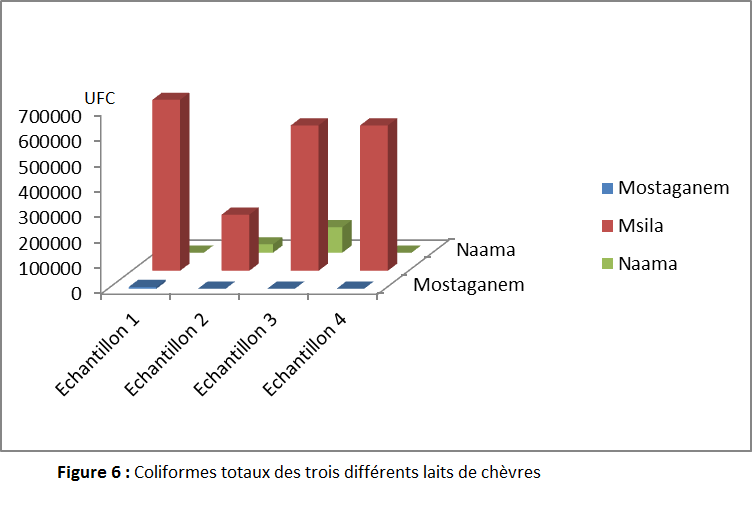 UFC
700000
600000
500000
400000
300000
200000
100000
0
Echantillon 1
Echantillon 2
Echantillon 3
Echantillon 4
Naama
Mostaganem
Mostaganem
Msila
Naama
Figure 6 : Coliformes totaux des trois différents laits de chèvres